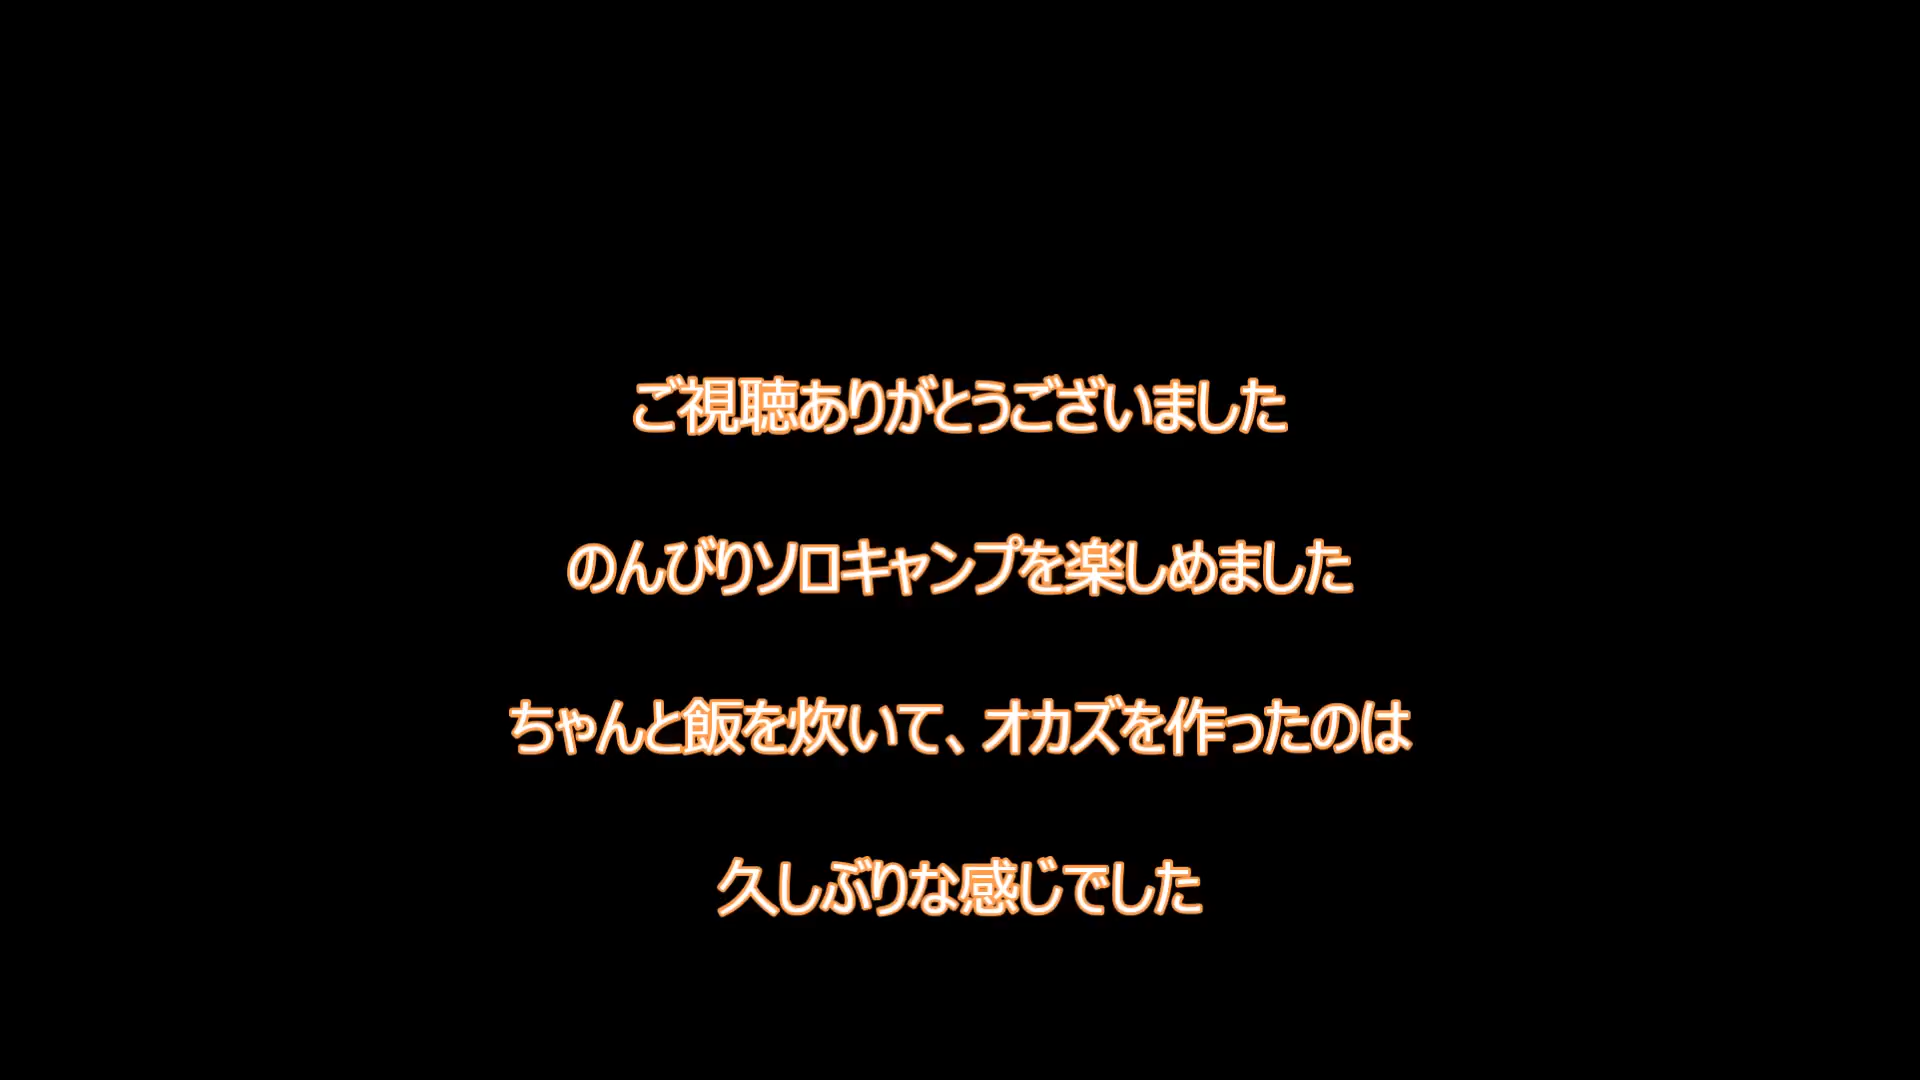 ご視聴ありがとうございました
のんびりソロキャンプを楽しめました
ちゃんと飯を炊いて、オカズを作ったのは
久しぶりな感じでした